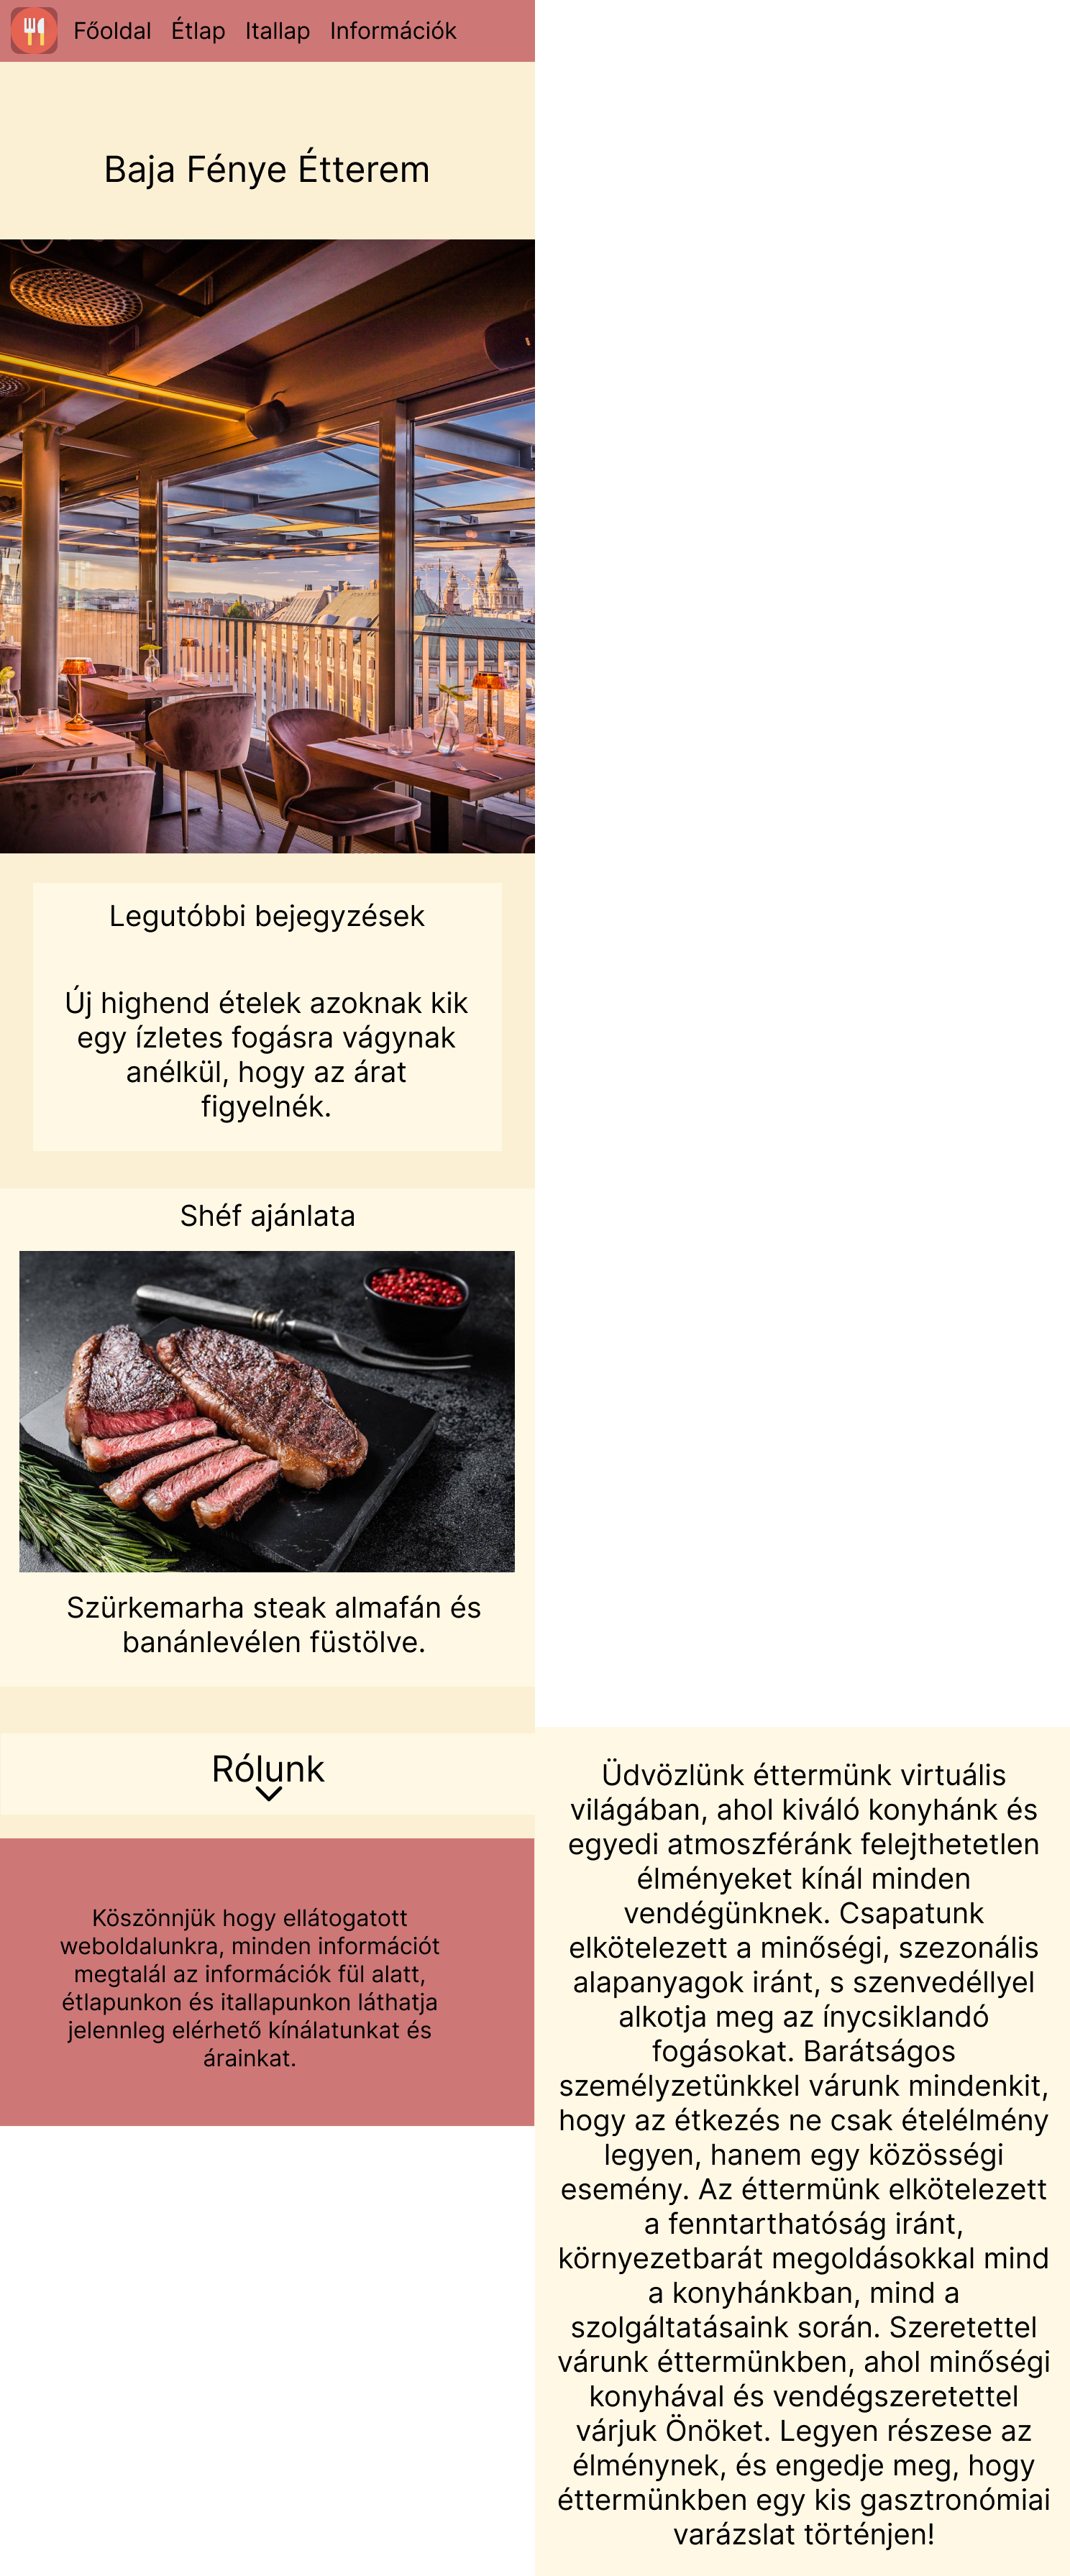 Főoldal Étlap Itallap Információk
Baja Fénye Étterem
Legutóbbi bejegyzések
Új highend ételek azoknak kik
egy ízletes fogásra vágynak
anélkül, hogy az árat
figyelnék.
Shéf ajánlata
Szürkemarha steak almafán és
banánlevélen füstölve.
Rólunk
Köszönnjük hogy ellátogatott
weboldalunkra, minden információt
megtalál az információk fül alatt,
étlapunkon és itallapunkon láthatja
jelennleg elérhető kínálatunkat és
árainkat.
Üdvözlünk éttermünk virtuális
világában, ahol kiváló konyhánk és
egyedi atmoszféránk felejthetetlen
élményeket kínál minden
vendégünknek. Csapatunk
elkötelezett a minőségi, szezonális
alapanyagok iránt, s szenvedéllyel
alkotja meg az ínycsiklandó
fogásokat. Barátságos
személyzetünkkel várunk mindenkit,
hogy az étkezés ne csak ételélmény
legyen, hanem egy közösségi
esemény. Az éttermünk elkötelezett
a fenntarthatóság iránt,
környezetbarát megoldásokkal mind
a konyhánkban, mind a
szolgáltatásaink során. Szeretettel
várunk éttermünkben, ahol minőségi
konyhával és vendégszeretettel
várjuk Önöket. Legyen részese az
élménynek, és engedje meg, hogy
éttermünkben egy kis gasztronómiai
varázslat történjen!